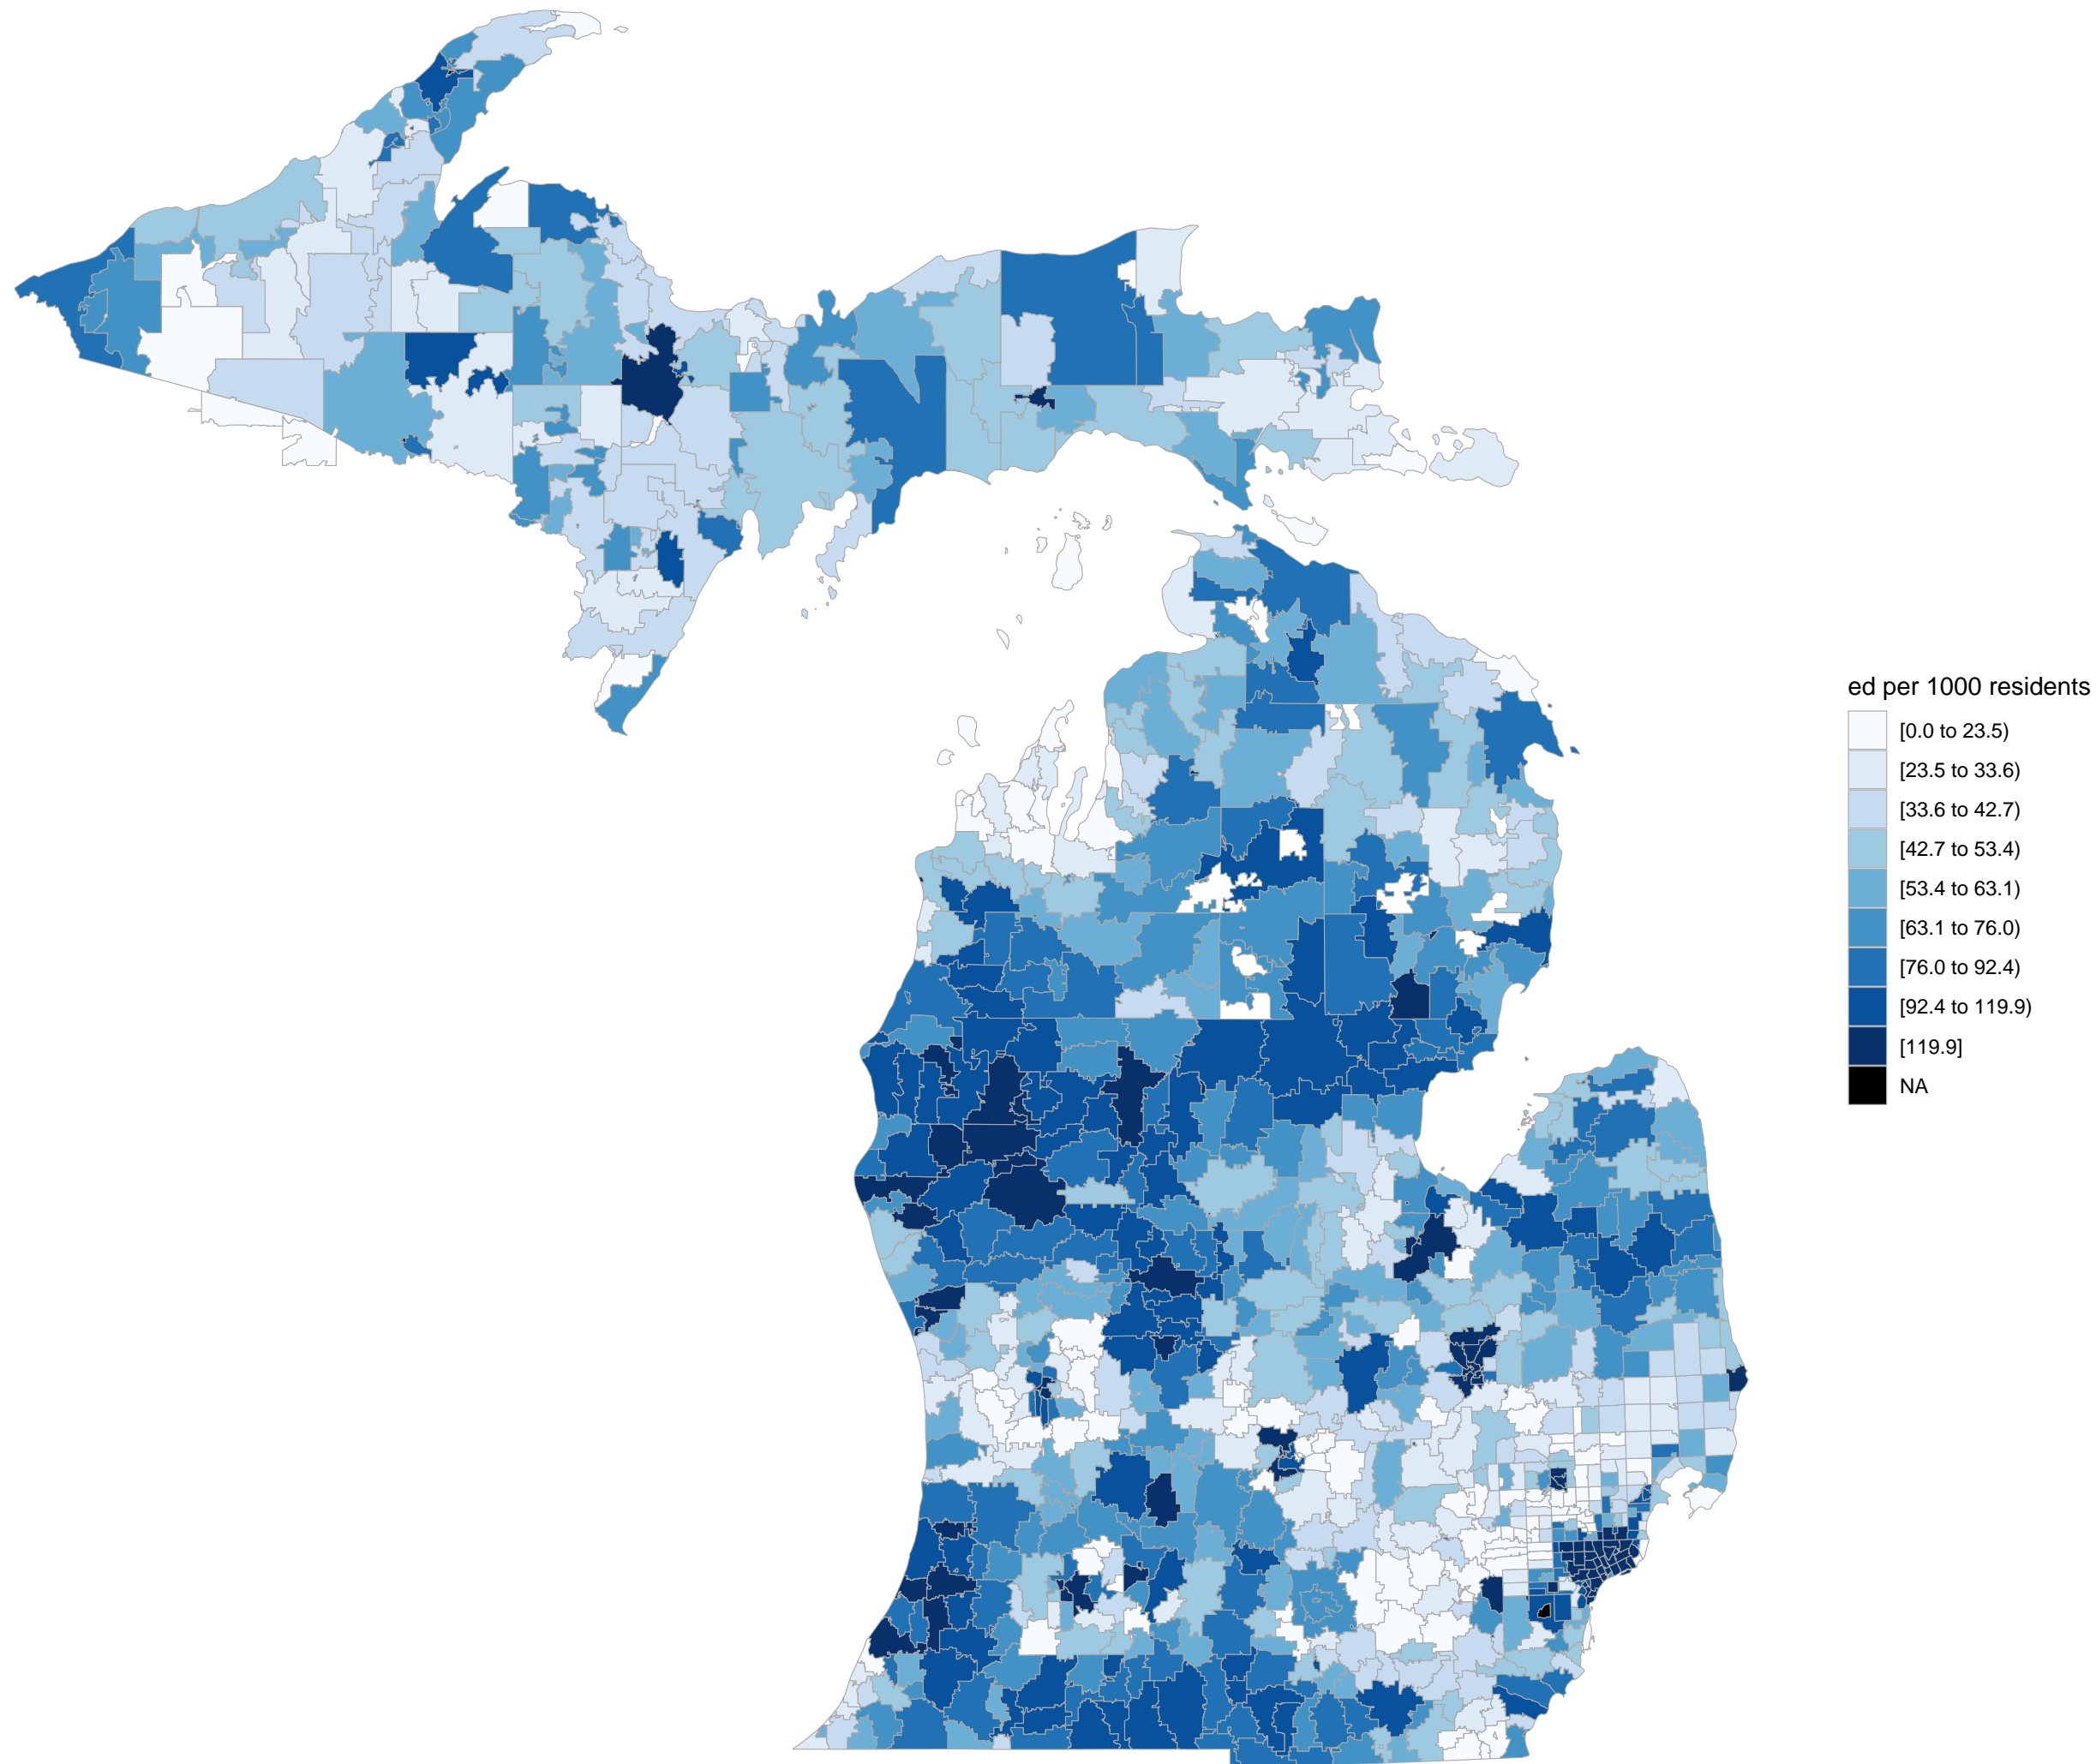 ed per 1000 residents
[0.0 to 23.5)
[23.5 to 33.6)
[33.6 to 42.7)
[42.7 to 53.4)
[53.4 to 63.1)
[63.1 to 76.0)
[76.0 to 92.4)
[92.4 to 119.9)
[119.9]
NA